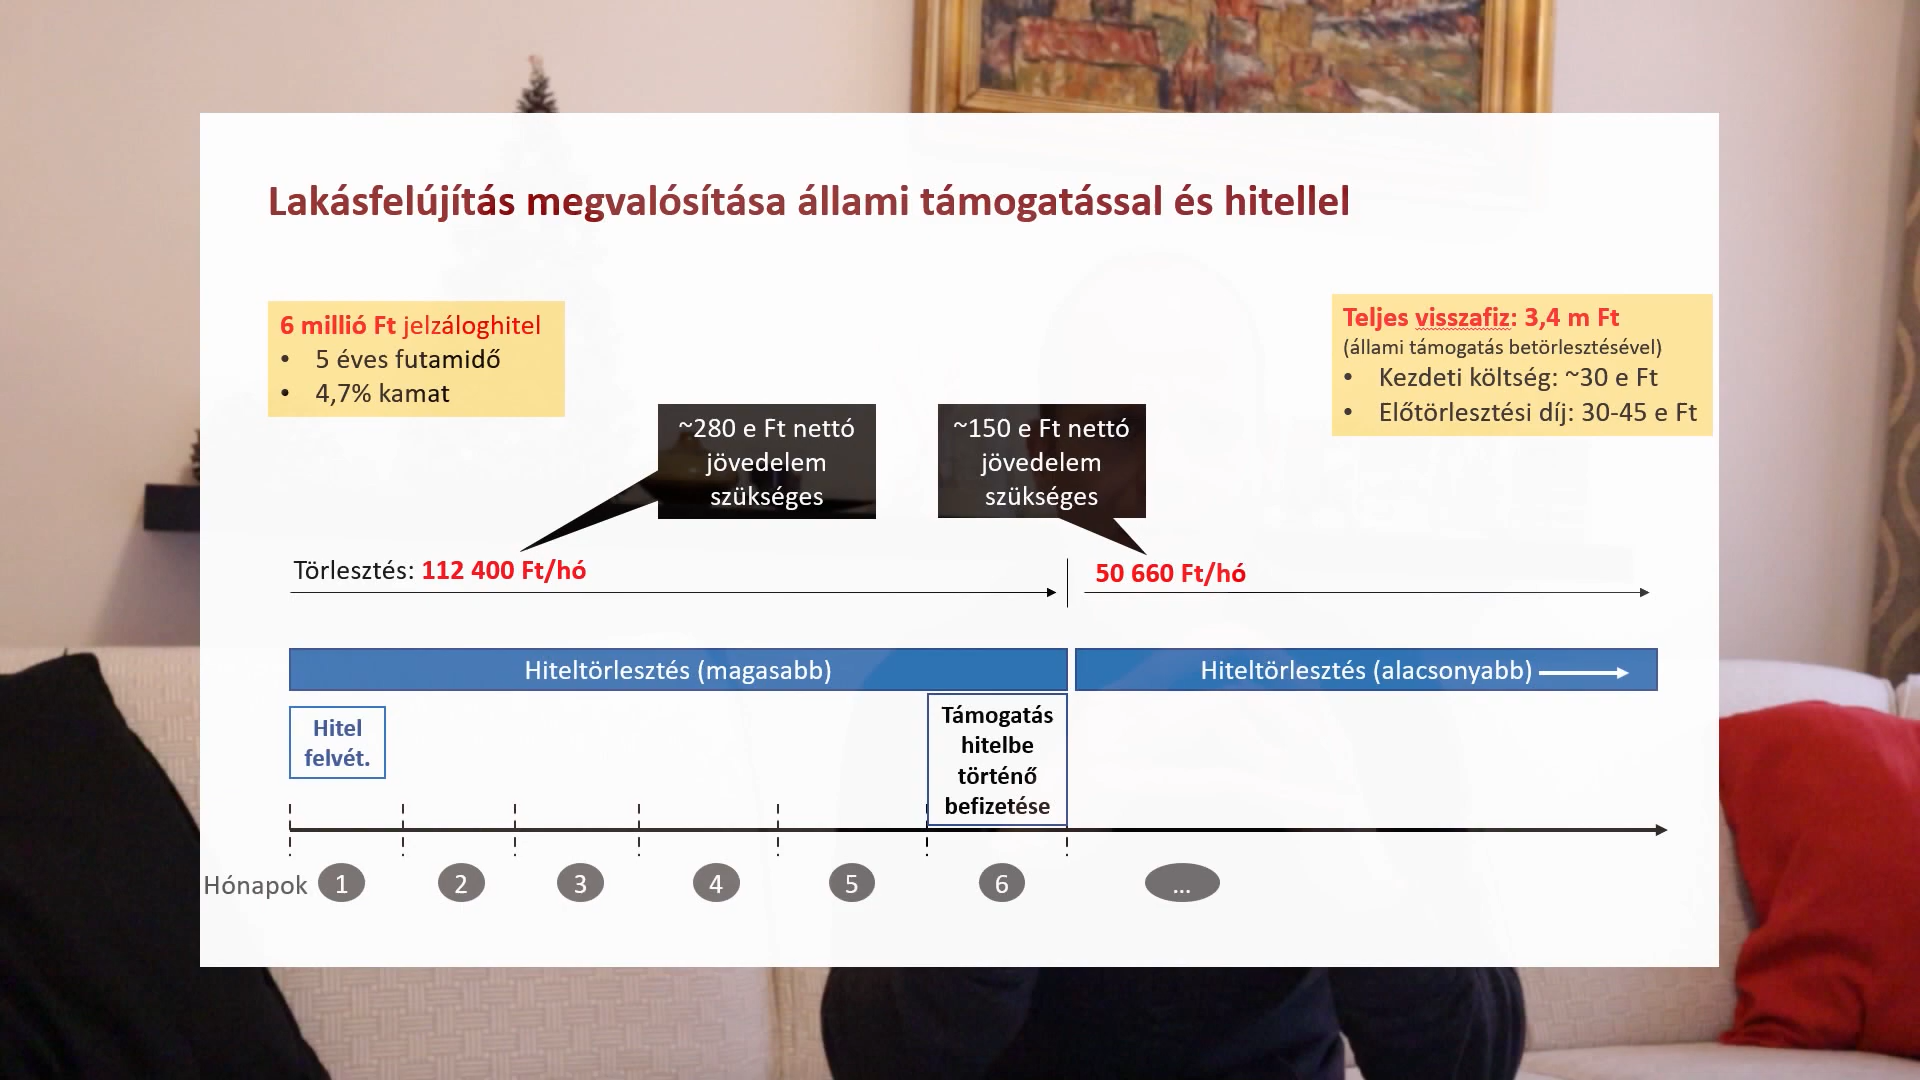 Lakásfelújítás megvalósítása állami támogatással és hitellel
6 millió Ft jelzáloghitel
• 5 éves futamidő
• 4,7% kamat
Teljes visszafiz: 3,4 m Ft
(állami támogatás betörlesztésével)
• Kezdeti költség: ~30 e Ft
• Előtörlesztési díj: 30-45 e Ft
~280 e Ft nettó
jövedelem
szükséges
~150 e Ft nettó
jövedelem
szükséges
Törlesztés: 112 400 Ft/hó
50 660 Ft/hó
Hiteltörlesztés (magasabb)
Hiteltörlesztés (alacsonyabb)
Hitel
felvét.
Támogatás
hitelbe
történő
befizetése
Hónapok 1 2 3 4 5 6 ...